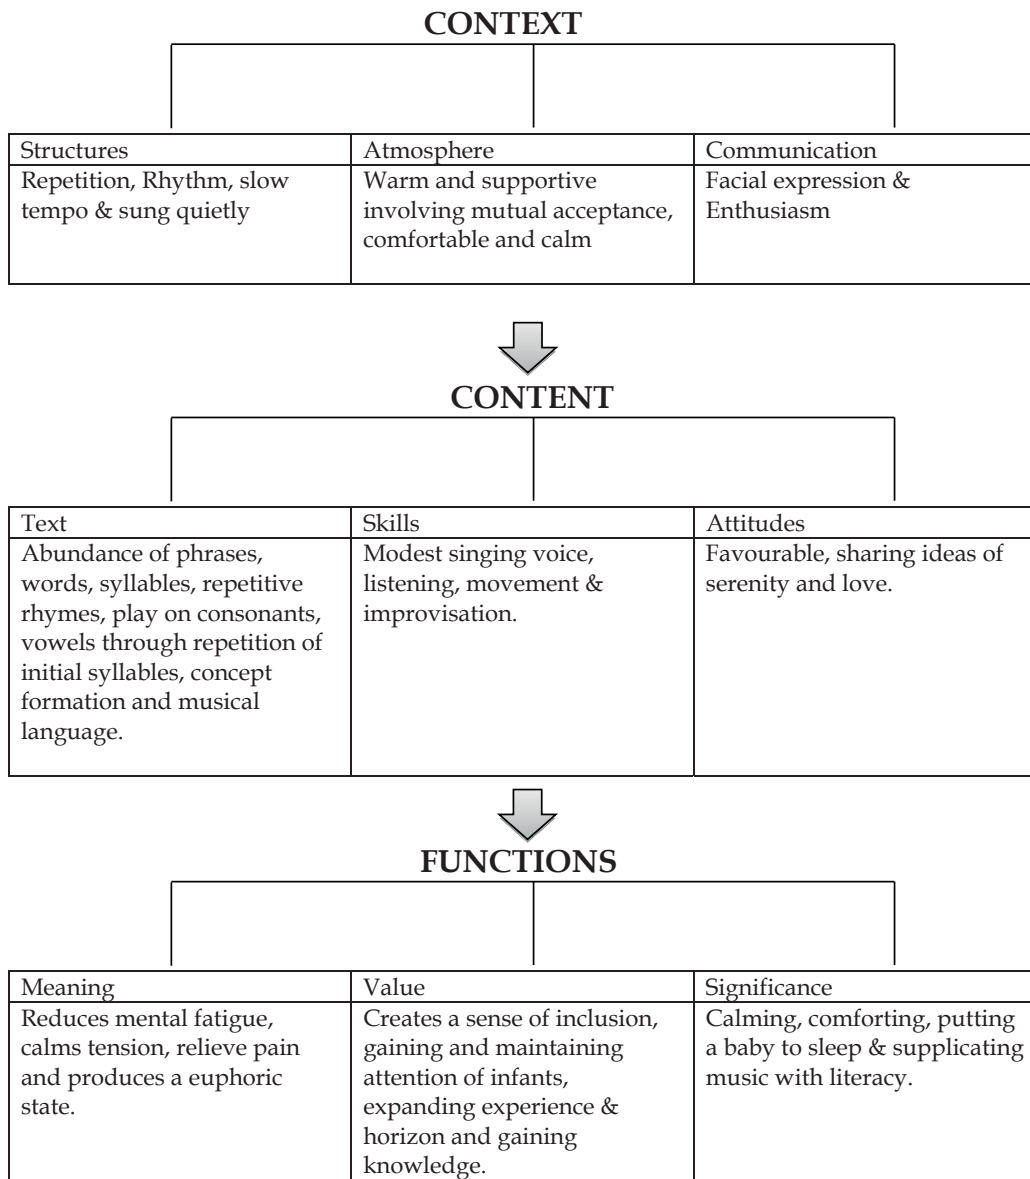 CONTEXT
Structures
Repetition, Rhythm, slow
tempo & sung quietly
Atmosphere
Warm and supportive
involving mutual acceptance,
comfortable and calm
Communication
Facial expression &
Enthusiasm
CONTENT
Text
Abundance of phrases,
words, syllables, repetitive
rhymes, play on consonants,
vowels through repetition of
initial syllables, concept
formation and musical
language.
Skills
Modest singing voice,
listening, movement &
improvisation.
Attitudes
Favourable, sharing ideas of
serenity and love.
FUNCTIONS
Meaning
Reduces mental fatigue,
calms tension, relieve pain
and produces a euphoric
state.
Value
Creates a sense of inclusion,
gaining and maintaining
attention of infants,
expanding experience &
horizon and gaining
knowledge.
Significance
Calming, comforting, putting
a baby to sleep & supplicating
music with literacy.